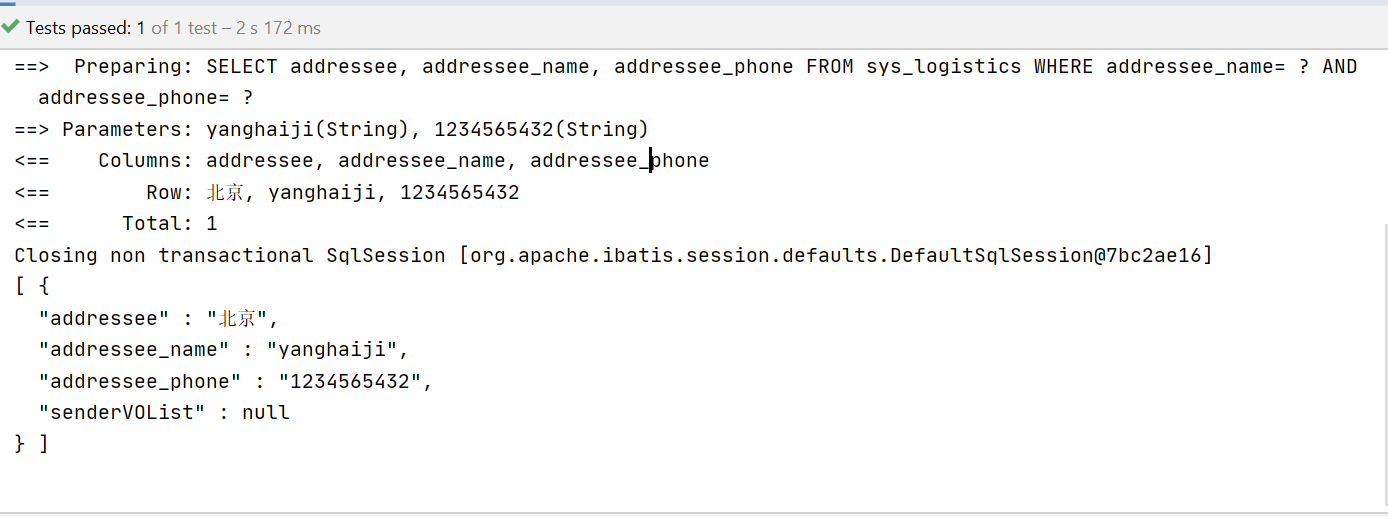 Tests passed: 1 of 1 test – 2 s 172 ms
==>  Preparing: SELECT addressee, addressee_name, addressee_phone FROM sys_logistics WHERE addressee_name= ? AND
  addressee_phone= ?
==> Parameters: yanghaiji(String), 1234565432(String)
<==    Columns: addressee, addressee_name, addressee_phone
<==        Row: 北京, yanghaiji, 1234565432
<==      Total: 1
Closing non transactional SqlSession [org.apache.ibatis.session.defaults.DefaultSqlSession@7bc2ae16]
[ {
  "addressee" : "北京",
  "addressee_name" : "yanghaiji",
  "addressee_phone" : "1234565432",
  "senderVOList" : null
} ]